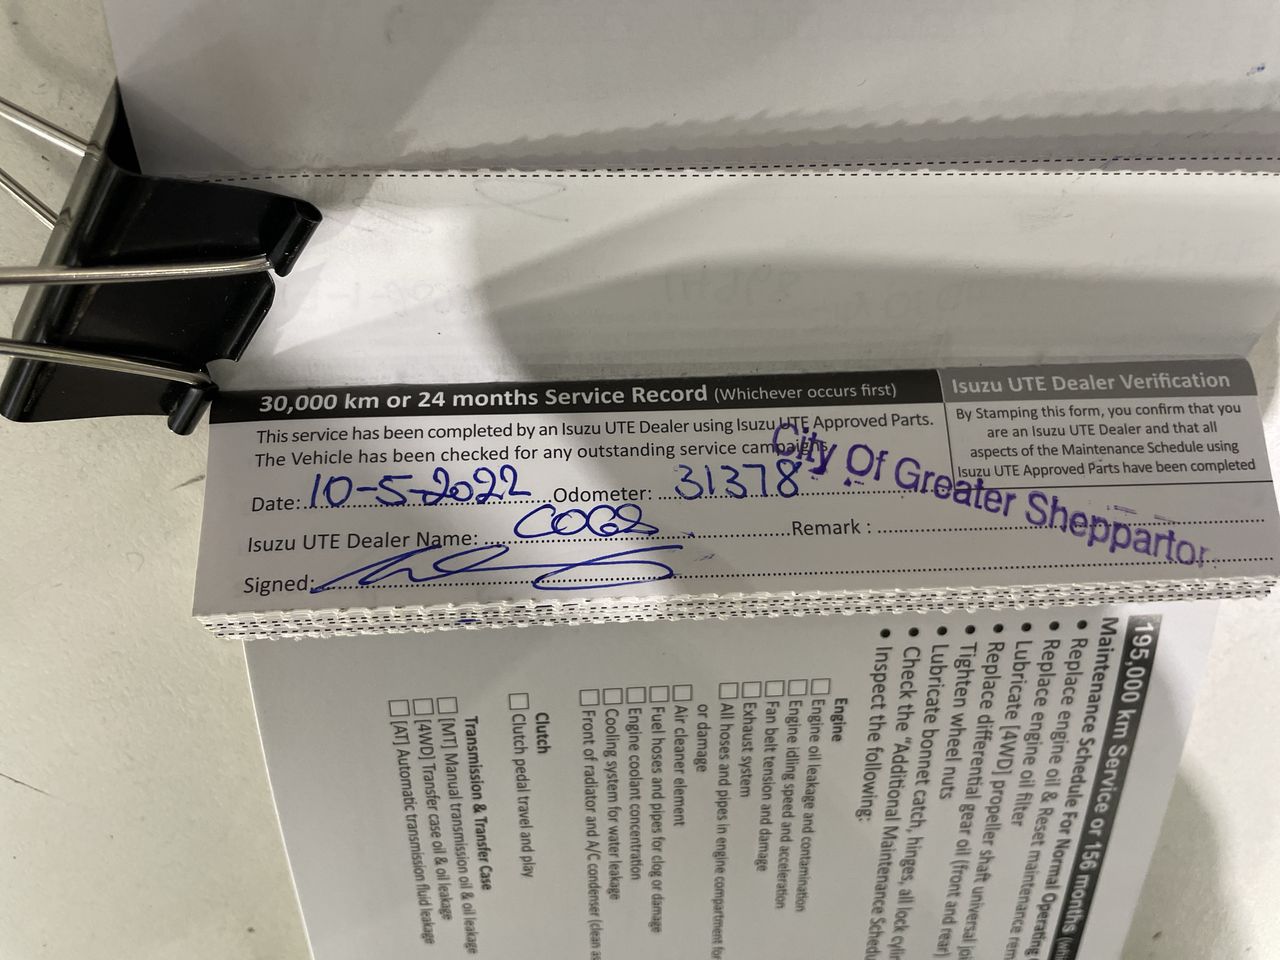 30,000 km or 24 months Service Record (Whichever occurs first)
This service has been completed by an Isuzu UTE Dealer using Isuzu UTE Approved Parts.
The Vehicle has been checked for any outstanding service campaigns
Date: 10-5-2022 Odometer: 31378
Isuzu UTE Dealer Name: COGS Remark :
Signed:
Isuzu UTE Dealer Verification
By Stamping this form, you confirm that you
are an Isuzu UTE Dealer and that all
aspects of the Maintenance Schedule using
Isuzu UTE Approved Parts have been completed
City Of Greater Shepparton
195,000 km Service or 156 months
Maintenance Schedule For Normal Operating
• Replace engine oil & Reset maintenance
• Replace engine oil filter
• Lubricate [4WD] propeller shaft universal
• Replace differential gear oil (front and rear)
• Tighten wheel nuts
• Lubricate bonnet catch, hinges, all lock
• Check the "Additional Maintenance
• Inspect the following:
Engine
Engine oil leakage and contamination
Engine idling speed and acceleration
Fan belt tension and damage
Exhaust system
All hoses and pipes in engine compartment for
or damage
Air cleaner element
Fuel hoses and pipes for clog or damage
Engine coolant concentration
Cooling system for water leakage
Front of radiator and A/C condenser (clean
Clutch
Clutch pedal travel and play
Transmission & Transfer Case
[MT] Manual transmission oil & oil leakage
[4WD] Transfer case oil & oil leakage
[AT] Automatic transmission fluid leakage